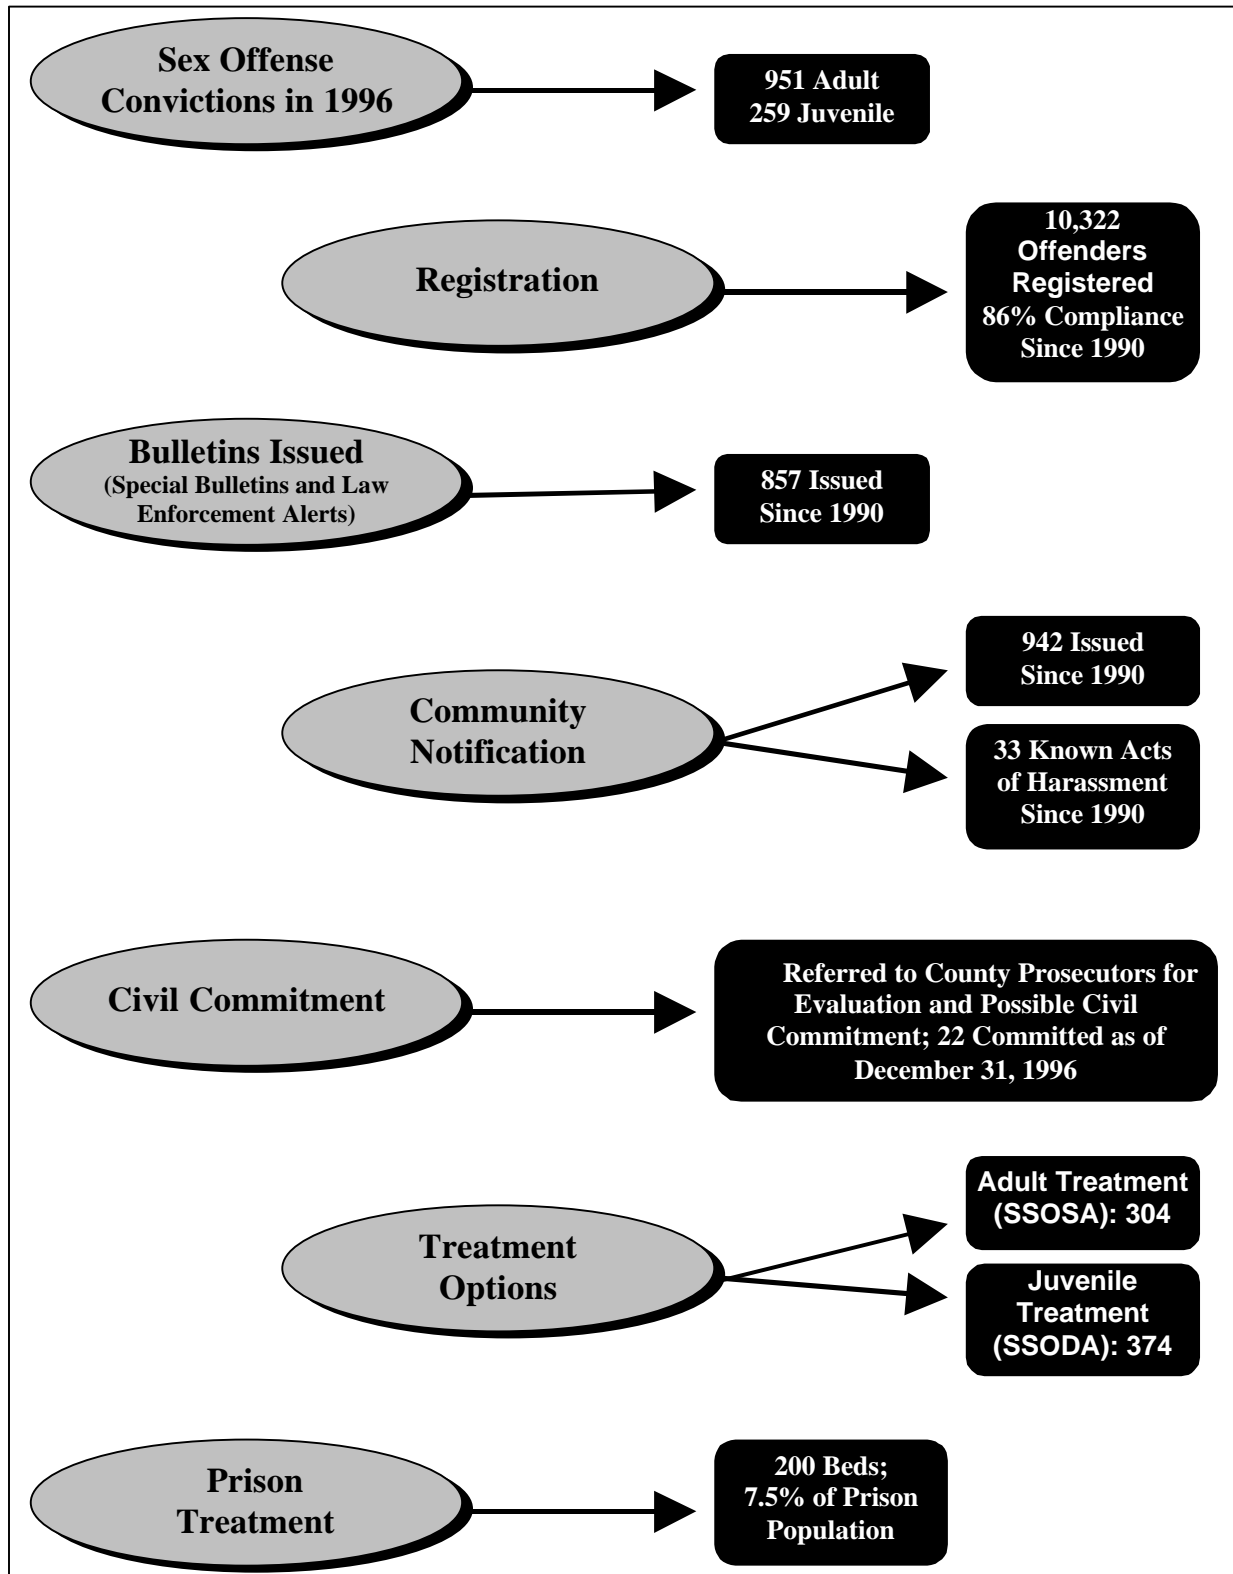 Sex Offense
Convictions in 1996
951 Adult
259 Juvenile
Registration
10,322
Offenders
Registered
86% Compliance
Since 1990
Bulletins Issued
(Special Bulletins and Law
Enforcement Alerts)
857 Issued
Since 1990
Community
Notification
942 Issued
Since 1990
33 Known Acts
of Harassment
Since 1990
Civil Commitment
Referred to County Prosecutors for
Evaluation and Possible Civil
Commitment; 22 Committed as of
December 31, 1996
Treatment
Options
Adult Treatment
(SSOSA): 304
Juvenile
Treatment
(SSODA): 374
Prison
Treatment
200 Beds;
7.5% of Prison
Population